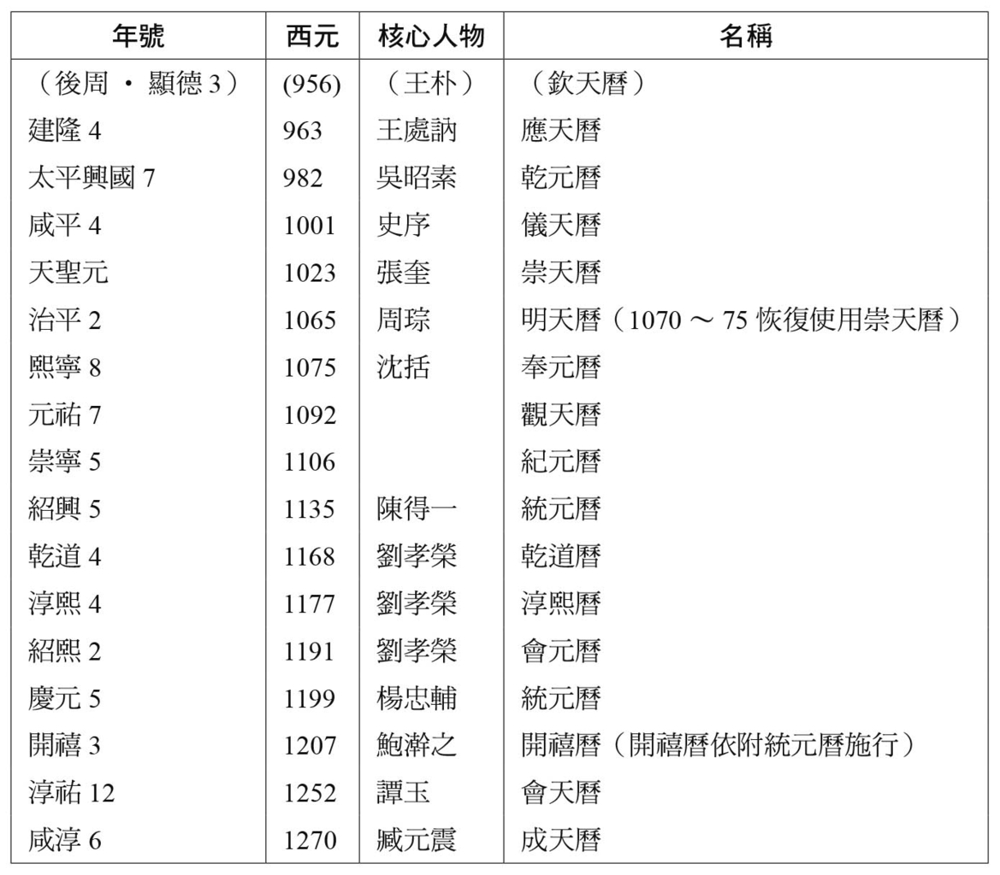 年號 西元 核心人物 名稱
（後周・顯德 3） (956) （王朴） （欽天曆）
建隆 4 963 王處訥 應天曆
太平興國 7 982 吳昭素 乾元曆
咸平 4 1001 史序 儀天曆
天聖元 1023 張奎 崇天曆
治平 2 1065 周琮 明天曆（1070～75 恢復使用崇天曆）
熙寧 8 1075 沈括 奉元曆
元祐 7 1092 觀天曆
崇寧 5 1106 紀元曆
紹興 5 1135 陳得一 統元曆
乾道 4 1168 劉孝榮 乾道曆
淳熙 4 1177 劉孝榮 淳熙曆
紹熙 2 1191 劉孝榮 會元曆
慶元 5 1199 楊忠輔 統元曆
開禧 3 1207 鮑澣之 開禧曆（開禧曆依附統元曆施行）
淳祐 12 1252 譚玉 會天曆
咸淳 6 1270 臧元震 成天曆